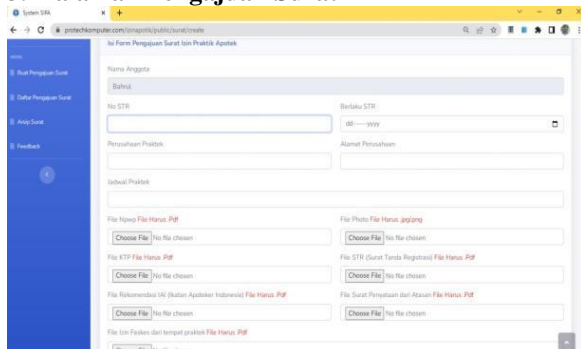 System SIFA
protechkomputer.com/izinapotik/public/surat/create
Isi Form Pengajuan Surat Izin Praktik Apotek
Buat Pengajuan Surat
Daftar Pengajuan Surat
Arsip Surat
Feedback
Nama Anggota
Bahrul
No STR
Berlaku STR
dd-----yyyy
Perusahaan Praktek
Alamat Perusahaan
Jadwal Praktek
File Npwp File Harus .Pdf
File Photo File Harus .jpg/png
Choose File No file chosen
Choose File No file chosen
File KTP File Harus .Pdf
File STR (Surat Tanda Registrasi) File Harus .Pdf
Choose File No file chosen
Choose File No file chosen
File Rekomendasi IAI (Ikatan Apoteker Indonesia) File Harus .Pdf
File Surat Pernyataan dari Atasan File Harus .Pdf
Choose File No file chosen
Choose File No file chosen
File Izin Faskes dari tempat praktek File Harus .Pdf